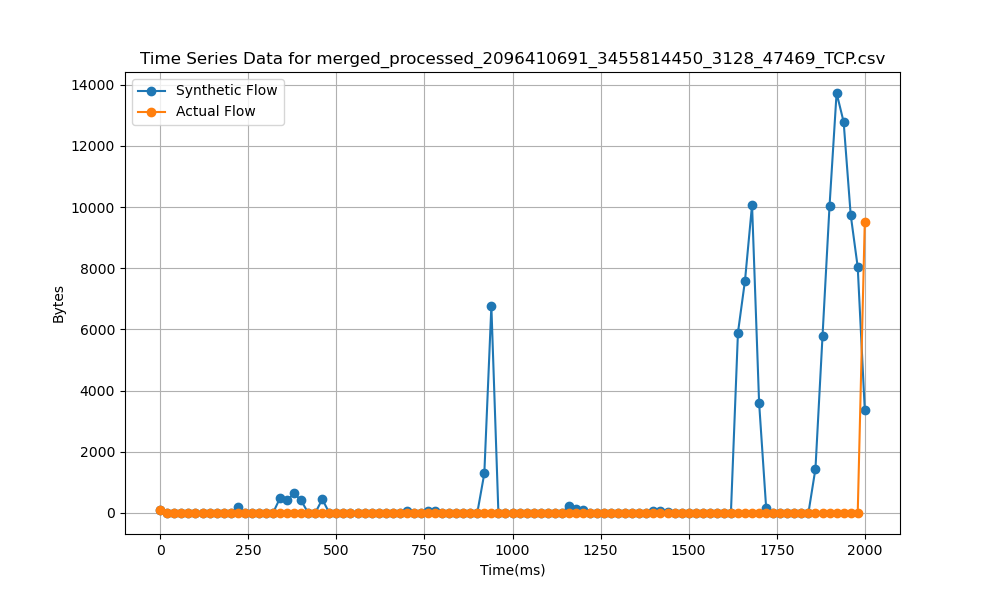 Time Series Data for merged_processed_2096410691_3455814450_3128_47469_TCP.csv
Synthetic Flow
Actual Flow
14000
12000
10000
8000
6000
4000
2000
0
Bytes
0 250 500 750 1000 1250 1500 1750 2000
Time(ms)